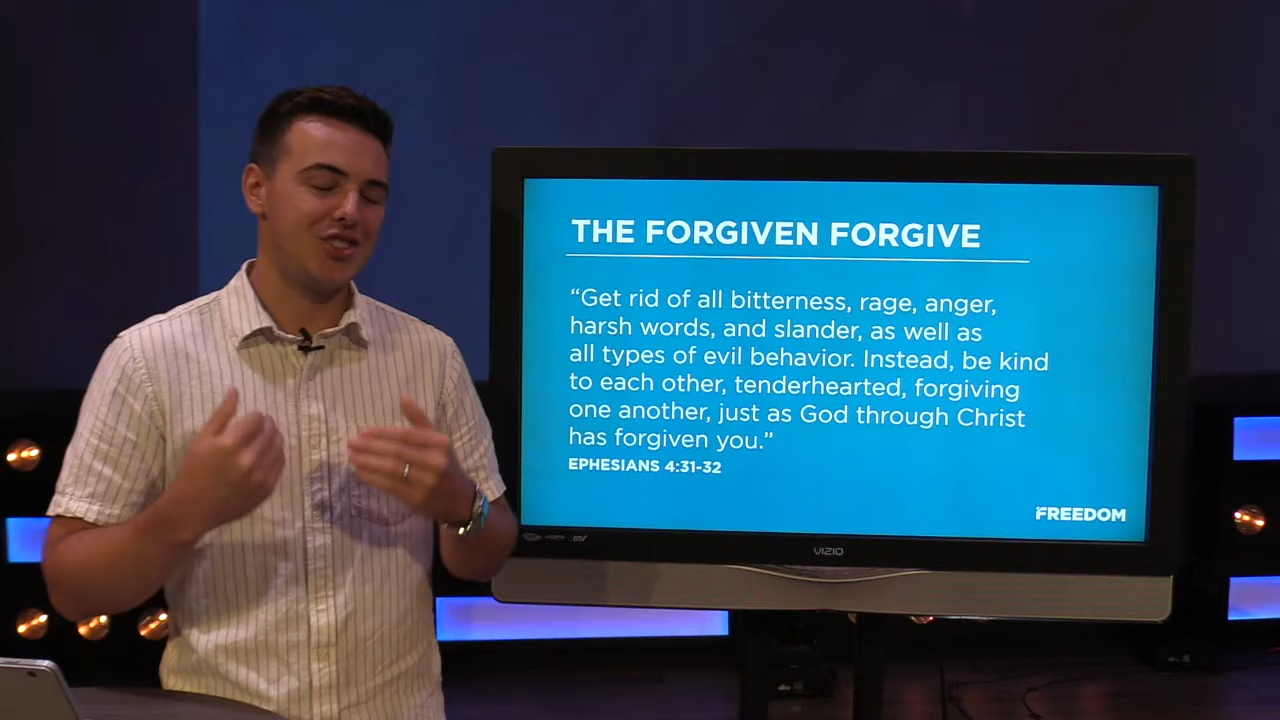 THE FORGIVEN FORGIVE
“Get rid of all bitterness, rage, anger,
harsh words, and slander, as well as
all types of evil behavior. Instead, be kind
to each other, tenderhearted, forgiving
one another, just as God through Christ
has forgiven you.”
EPHESIANS 4:31-32
FREEDOM
VIZIO